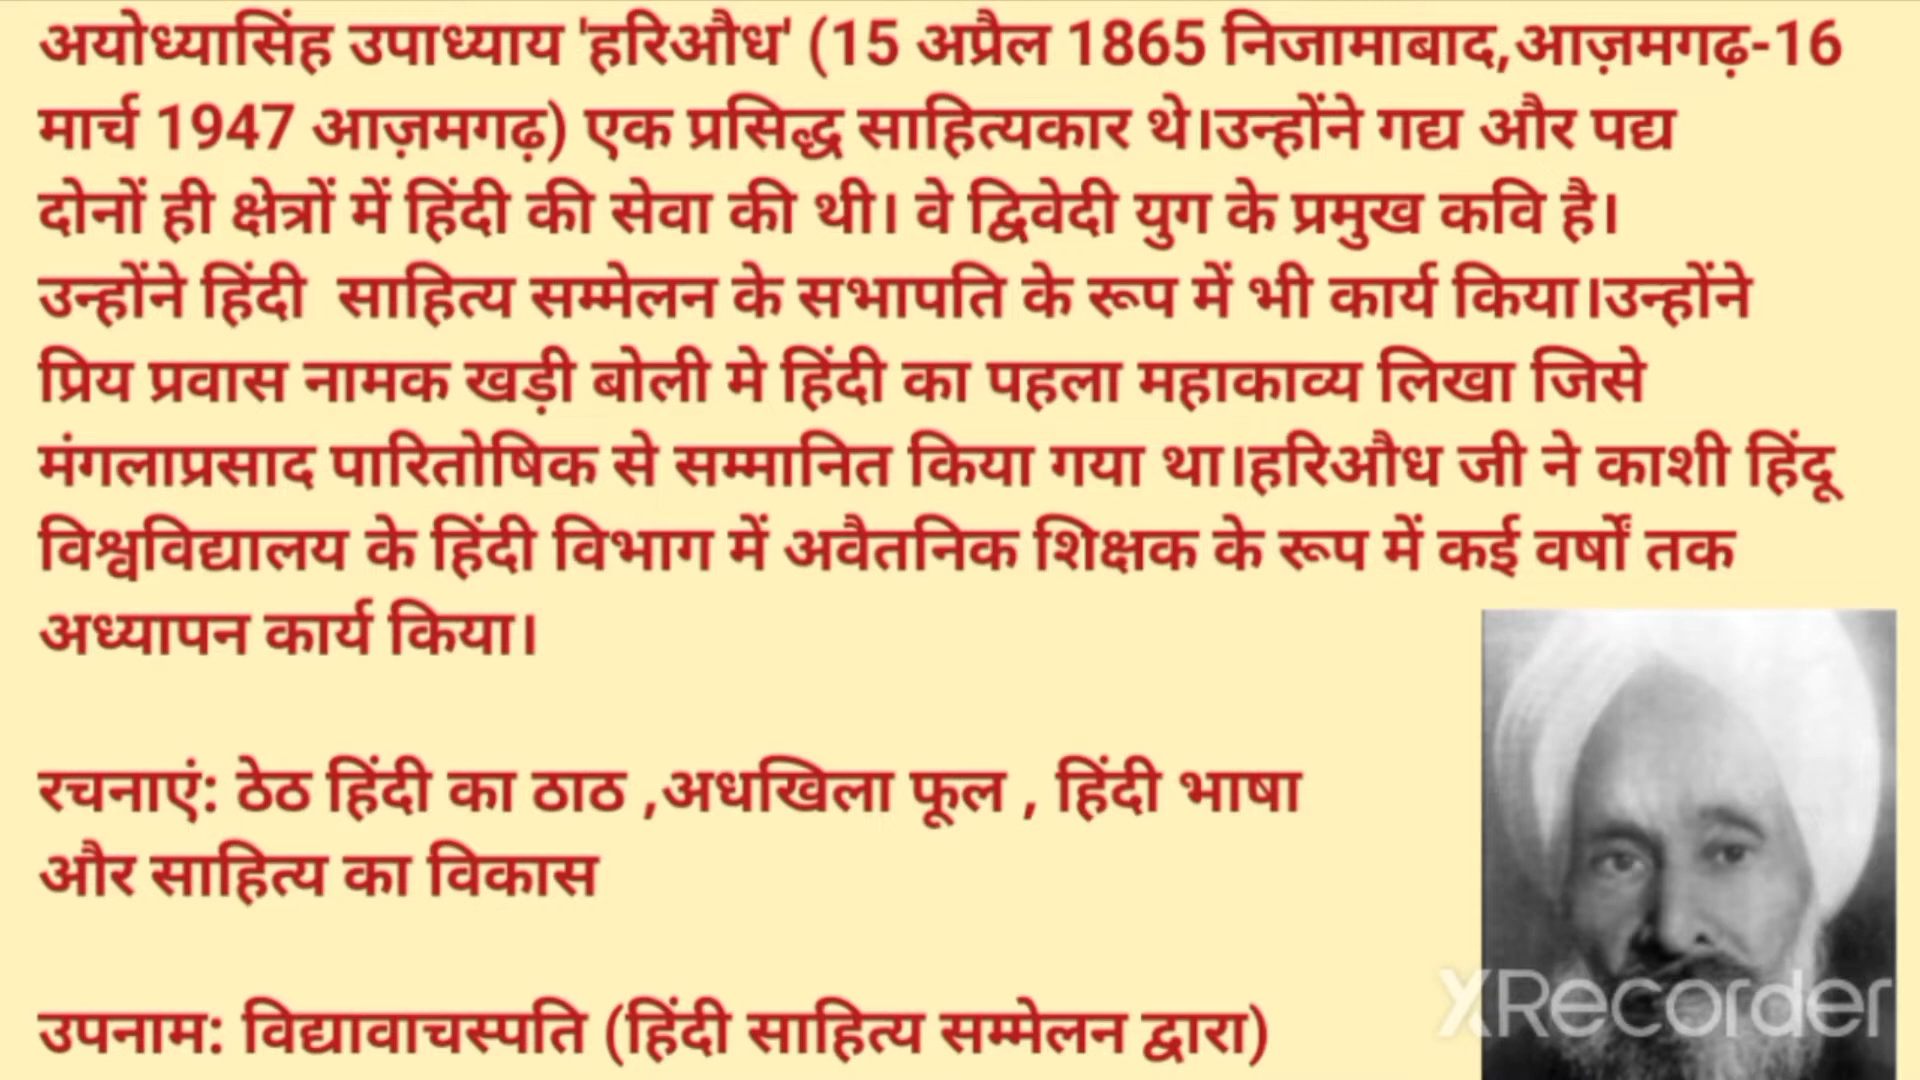 अयोध्यासिंह उपाध्याय 'हरिऔध' (15 अप्रैल 1865 निजामाबाद,आज़मगढ़-16
मार्च 1947 आज़मगढ़) एक प्रसिद्ध साहित्यकार थे।उन्होंने गद्य और पद्य
दोनों ही क्षेत्रों में हिंदी की सेवा की थी। वे द्विवेदी युग के प्रमुख कवि है।
उन्होंने हिंदी साहित्य सम्मेलन के सभापति के रूप में भी कार्य किया।उन्होंने
प्रिय प्रवास नामक खड़ी बोली मे हिंदी का पहला महाकाव्य लिखा जिसे
मंगलाप्रसाद पारितोषिक से सम्मानित किया गया था।हरिऔध जी ने काशी हिंदू
विश्वविद्यालय के हिंदी विभाग में अवैतनिक शिक्षक के रूप में कई वर्षों तक
अध्यापन कार्य किया।
रचनाएं: ठेठ हिंदी का ठाठ ,अधखिला फूल , हिंदी भाषा
और साहित्य का विकास
उपनाम: विद्यावाचस्पति (हिंदी साहित्य सम्मेलन द्वारा)
XRecorder